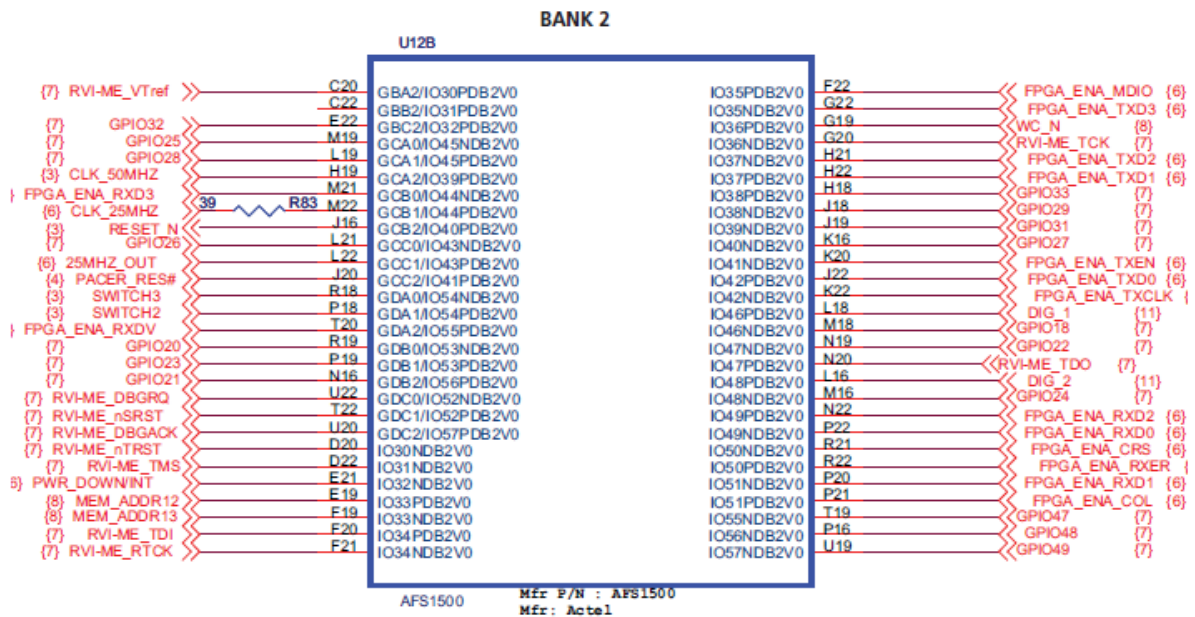 BANK 2
U12B
{7} RVI-ME_VTref C20 GBA2/IO30PDB2V0 IO35PDB2V0 F22 FPGA_ENA_MDIO {6}
C22 GBB2/IO31PDB2V0 IO35NDB2V0 G22 FPGA_ENA_TXD3 {6}
{7} GPIO32 E22 GBC2/IO32PDB2V0 IO36PDB2V0 G19 WC_N {8}
{7} GPIO25 M19 GCA0/IO45NDB2V0 IO36NDB2V0 G20 RVI-ME_TCK {7}
{7} GPIO28 L19 GCA1/IO45PDB2V0 IO37NDB2V0 H21 FPGA_ENA_TXD2 {6}
{3} CLK_50MHZ H19 GCA2/IO39PDB2V0 IO37PDB2V0 H22 FPGA_ENA_TXD1 {6}
} FPGA_ENA_RXD3 M21 GCB0/IO44NDB2V0 IO38PDB2V0 H18 GPIO33 {7}
{6} CLK_25MHZ 39 R83 M22 GCB1/IO44PDB2V0 IO38NDB2V0 J18 GPIO29 {7}
{3} RESET_N J16 GCB2/IO40PDB2V0 IO39NDB2V0 J19 GPIO31 {7}
{7} GPIO26 L21 GCC0/IO43NDB2V0 IO40NDB2V0 K16 GPIO27 {7}
{6} 25MHZ_OUT L22 GCC1/IO43PDB2V0 IO41NDB2V0 K20 FPGA_ENA_TXEN {6}
{4} PACER_RES# J20 GCC2/IO41PDB2V0 IO42PDB2V0 J22 FPGA_ENA_TXD0 {6}
{3} SWITCH3 R18 GDA0/IO54NDB2V0 IO42NDB2V0 K22 FPGA_ENA_TXCLK {
{3} SWITCH2 P18 GDA1/IO54PDB2V0 IO46PDB2V0 L18 DIG_1 {11}
} FPGA_ENA_RXDV T20 GDA2/IO55PDB2V0 IO46NDB2V0 M18 GPIO18 {7}
{7} GPIO20 R19 GDB0/IO53NDB2V0 IO47NDB2V0 N19 GPIO22 {7}
{7} GPIO23 P19 GDB1/IO53PDB2V0 IO47PDB2V0 N20 RVI-ME_TDO {7}
{7} GPIO21 N16 GDB2/IO56PDB2V0 IO48PDB2V0 L16 DIG_2 {11}
{7} RVI-ME_DBGRQ U22 GDC0/IO52NDB2V0 IO48NDB2V0 M16 GPIO24 {7}
{7} RVI-ME_nSRST T22 GDC1/IO52PDB2V0 IO49PDB2V0 N22 FPGA_ENA_RXD2 {6}
{7} RVI-ME_DBGACK U20 GDC2/IO57PDB2V0 IO49NDB2V0 P22 FPGA_ENA_RXD0 {6}
{7} RVI-ME_nTRST D20 IO30NDB2V0 IO50NDB2V0 R21 FPGA_ENA_CRS {6}
{7} RVI-ME_TMS D22 IO31NDB2V0 IO50PDB2V0 R22 FPGA_ENA_RXER {
6} PWR_DOWN/INT E21 IO32NDB2V0 IO51NDB2V0 P20 FPGA_ENA_RXD1 {6}
{8} MEM_ADDR12 E19 IO33PDB2V0 IO51PDB2V0 P21 FPGA_ENA_COL {6}
{8} MEM_ADDR13 F19 IO33NDB2V0 IO55NDB2V0 T19 GPIO47 {7}
{7} RVI-ME_TDI F20 IO34PDB2V0 IO56NDB2V0 P16 GPIO48 {7}
{7} RVI-ME_RTCK F21 IO34NDB2V0 IO57NDB2V0 U19 GPIO49 {7}
AFS1500 Mfr P/N : AFS1500
Mfr: Actel